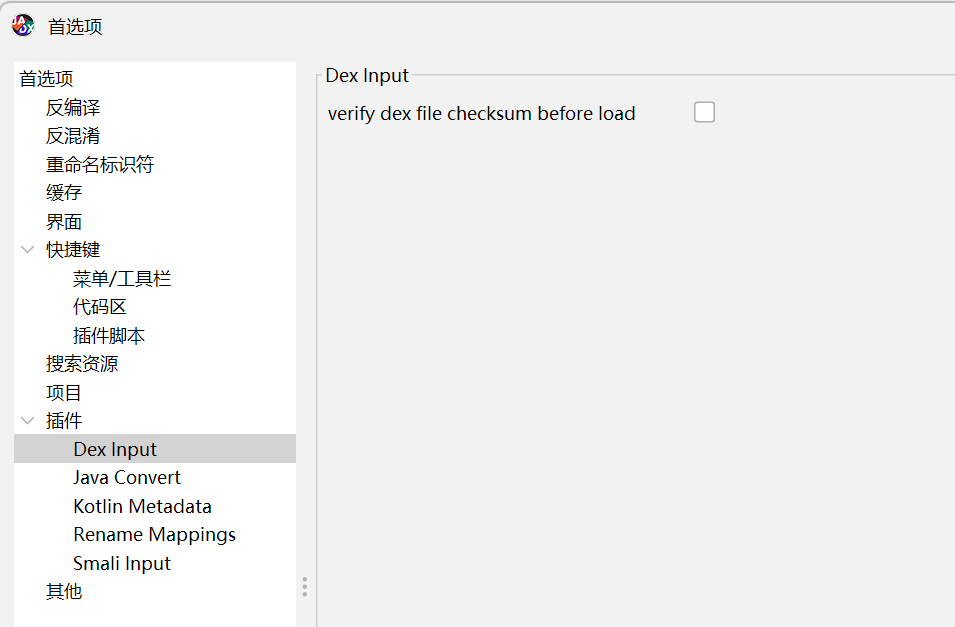 首选项
首选项
反编译
反混淆
重命名标识符
缓存
界面
快捷键
菜单/工具栏
代码区
插件脚本
搜索资源
项目
插件
Dex Input
Java Convert
Kotlin Metadata
Rename Mappings
Smali Input
其他
Dex Input
verify dex file checksum before load